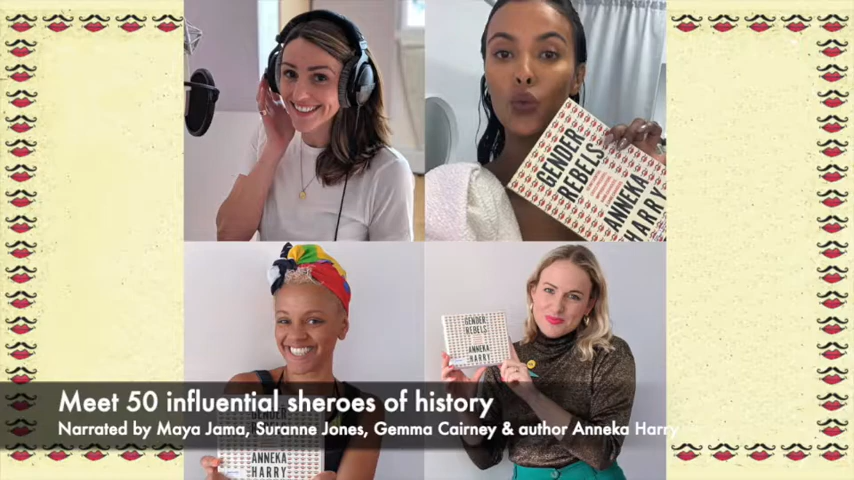 GENDER
REBELS
ANNEKA
HARRY
GENDER
REBELS
ANNEKA
HARRY
GENDER
ANNEKA
HARRY
Meet 50 influential sheroes of history
Narrated by Maya Jama, Suranne Jones, Gemma Cairney & author Anneka Harry